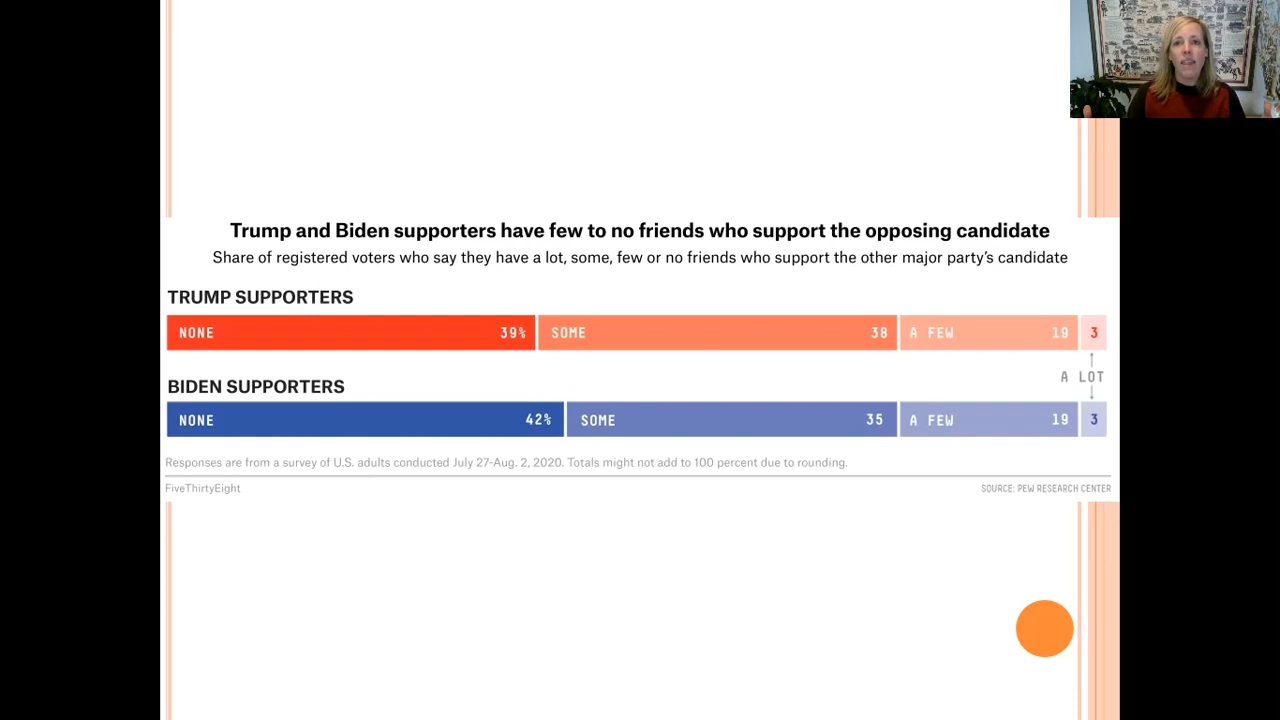 Trump and Biden supporters have few to no friends who support the opposing candidate
Share of registered voters who say they have a lot, some, few or no friends who support the other major party's candidate
TRUMP SUPPORTERS
NONE 39% SOME 38 A FEW 19 3
A LOT
BIDEN SUPPORTERS
NONE 42% SOME 35 A FEW 19 3
Responses are from a survey of U.S. adults conducted July 27-Aug. 2, 2020. Totals might not add to 100 percent due to rounding.
FiveThirtyEight SOURCE: PEW RESEARCH CENTER